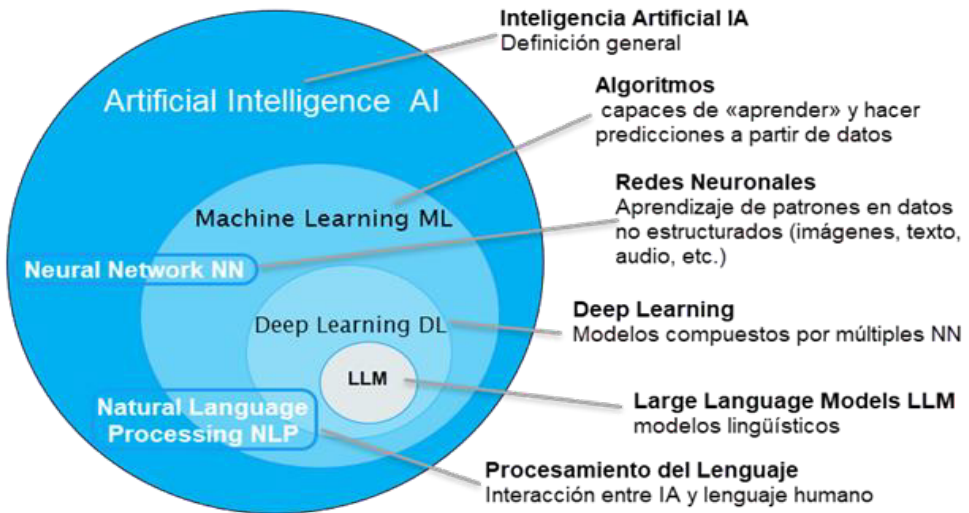 Inteligencia Artificial IA
Definición general
Artificial Intelligence AI
Algoritmos
capaces de «aprender» y hacer
predicciones a partir de datos
Redes Neuronales
Aprendizaje de patrones en datos
no estructurados (imágenes, texto,
audio, etc.)
Machine Learning ML
Neural Network NN
Deep Learning
Modelos compuestos por múltiples NN
Deep Learning DL
LLM
Large Language Models LLM
modelos lingüísticos
Natural Language
Processing NLP
Procesamiento del Lenguaje
Interacción entre IA y lenguaje humano